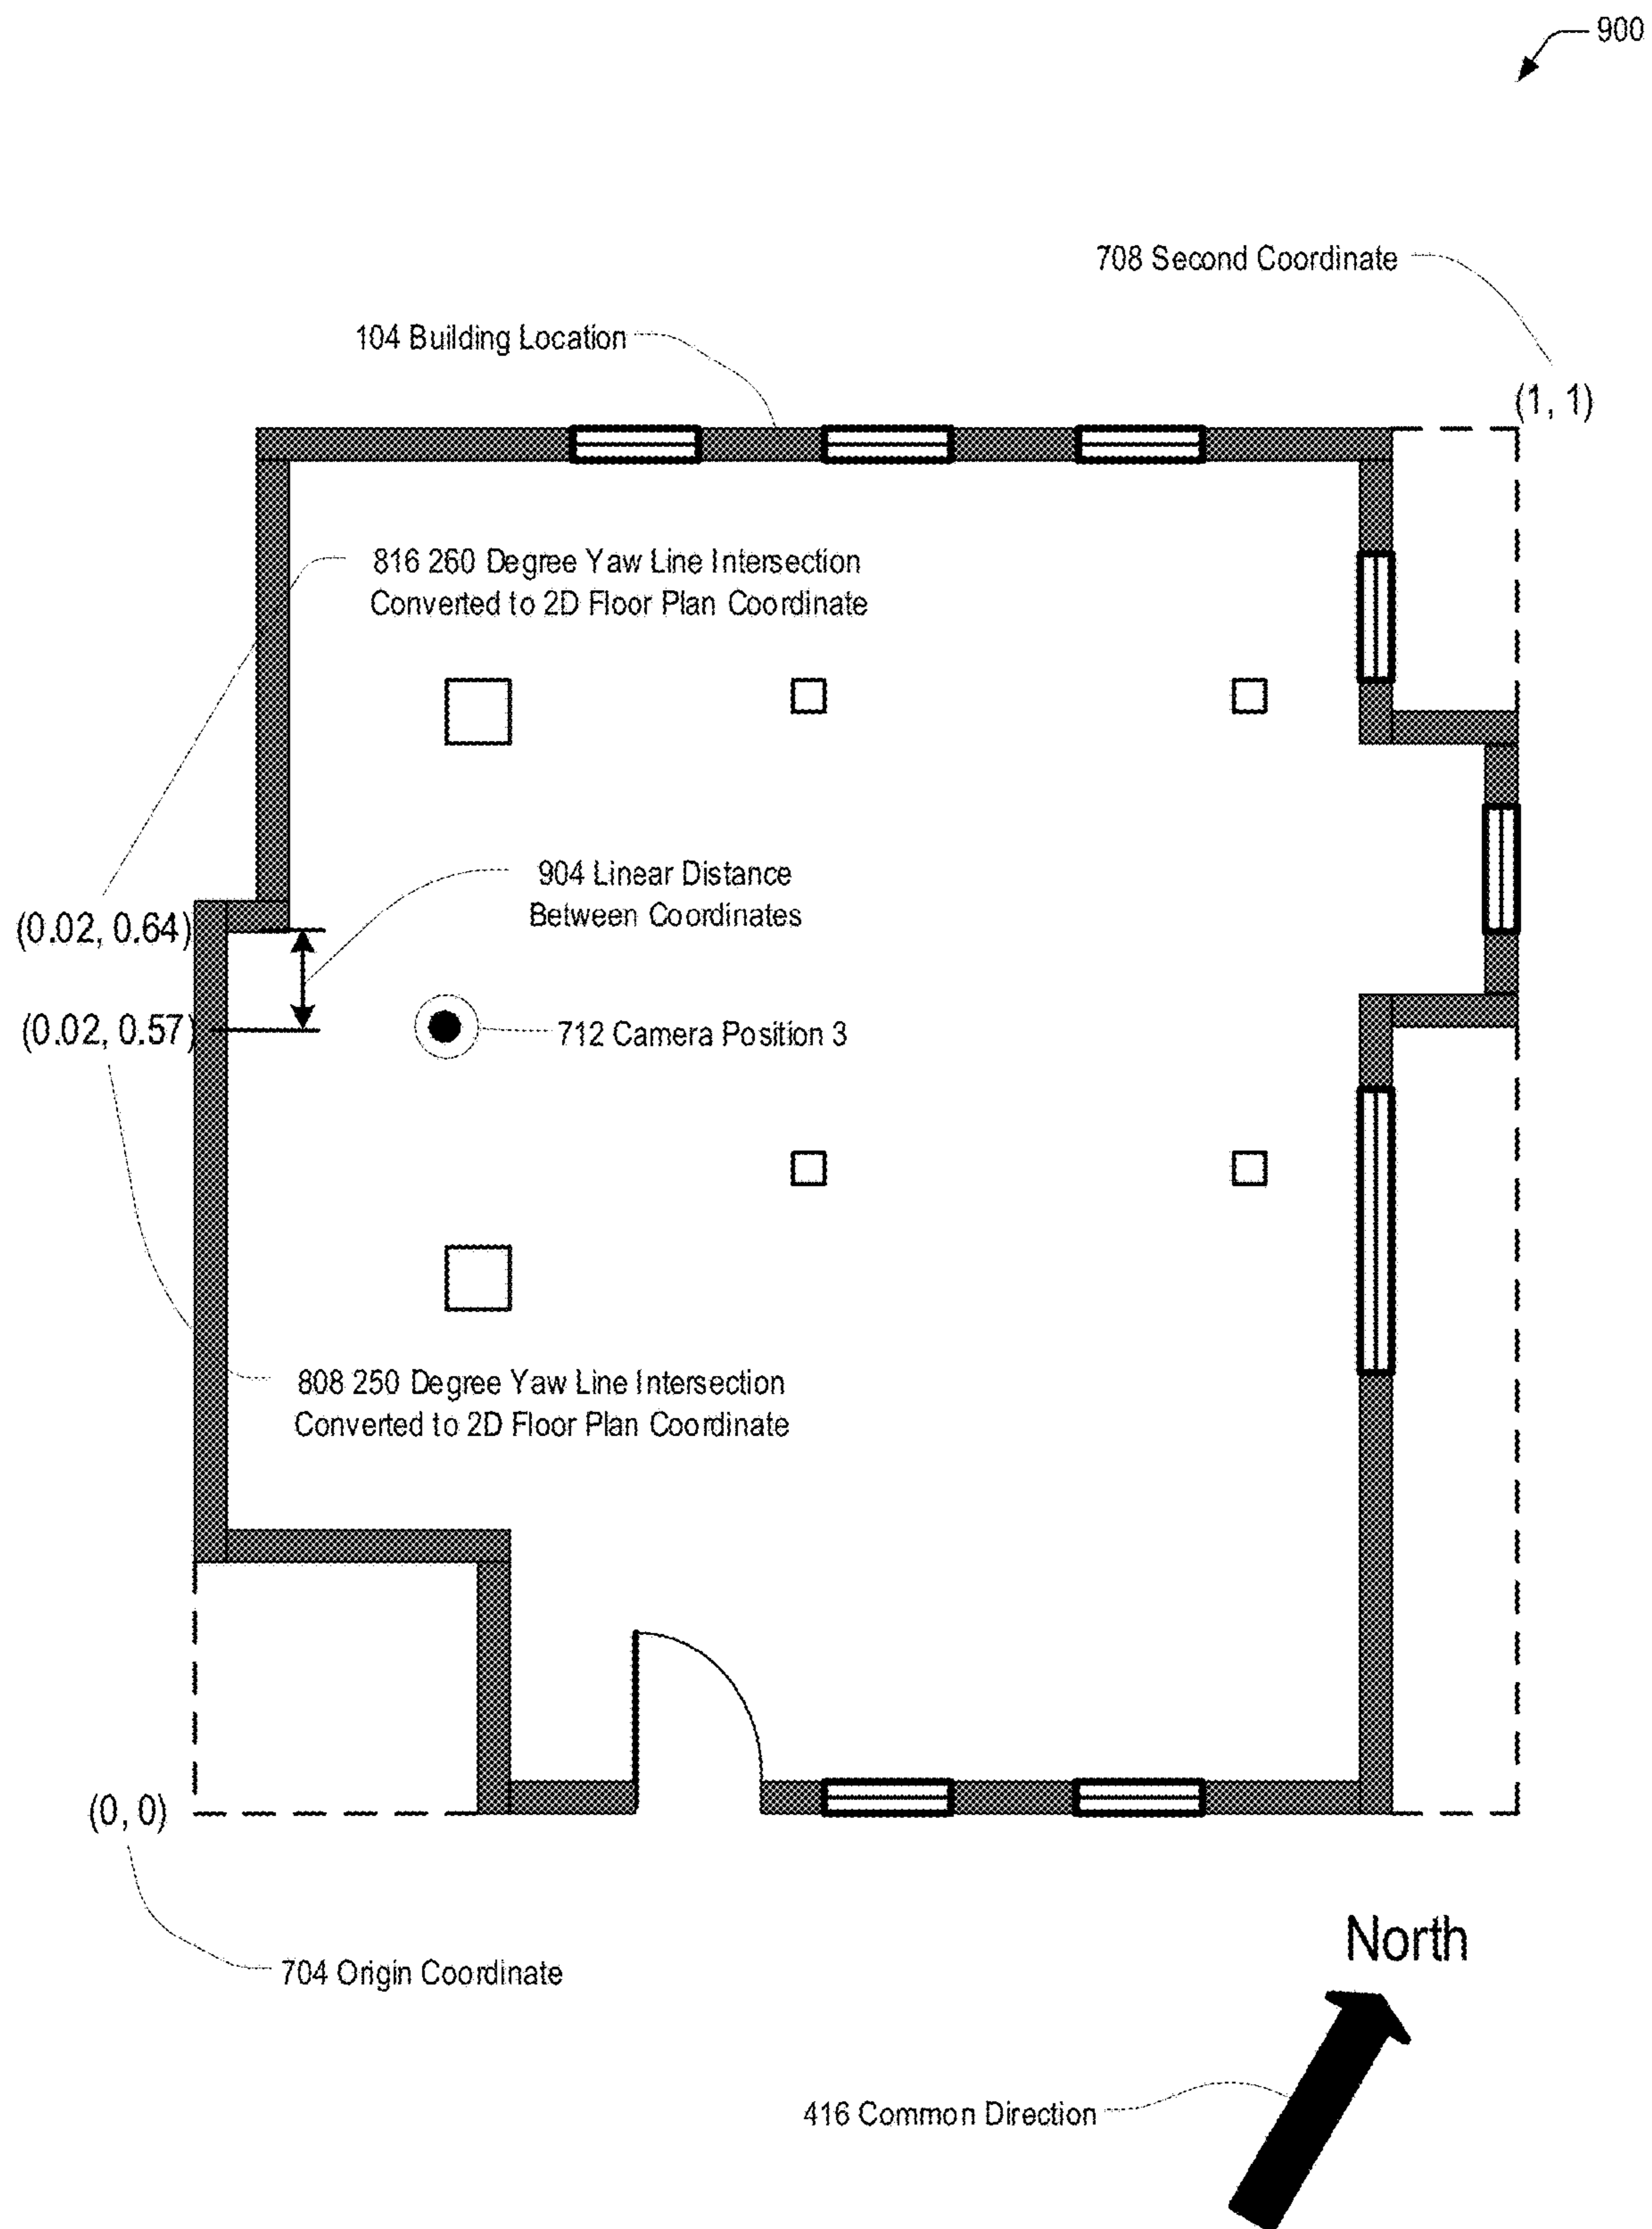 900
708 Second Coordinate
104 Building Location
(1, 1)
816 260 Degree Yaw Line Intersection
Converted to 2D Floor Plan Coordinate
904 Linear Distance
Between Coordinates
(0.02, 0.64)
(0.02, 0.57)
712 Camera Position 3
808 250 Degree Yaw Line Intersection
Converted to 2D Floor Plan Coordinate
(0, 0)
North
704 Origin Coordinate
416 Common Direction